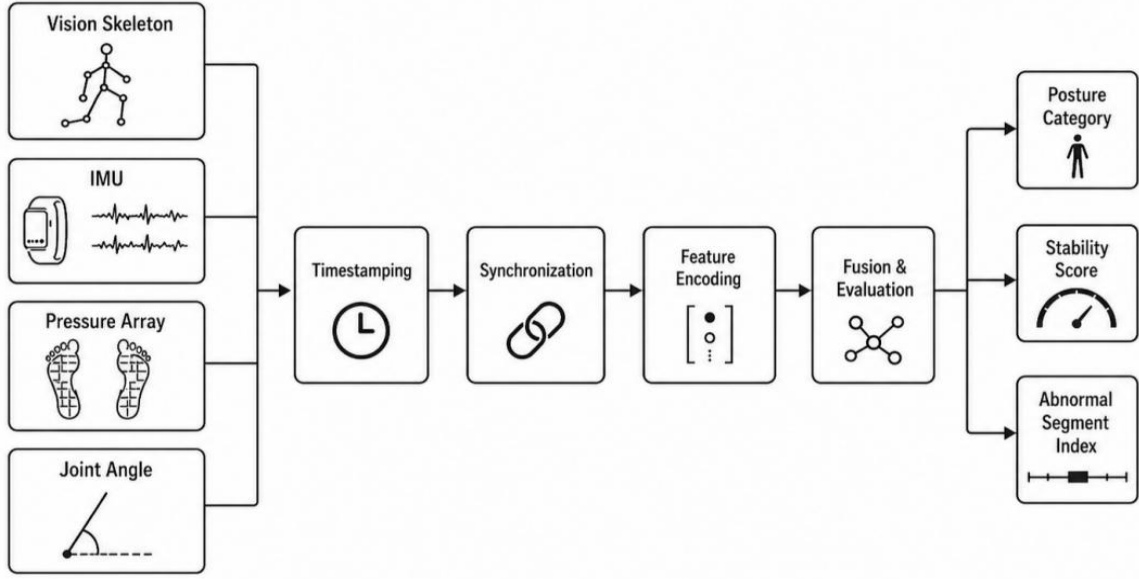 Vision Skeleton
IMU
Pressure Array
Joint Angle
Timestamping
Synchronization
Feature
Encoding
Fusion &
Evaluation
Posture
Category
Stability
Score
Abnormal
Segment
Index